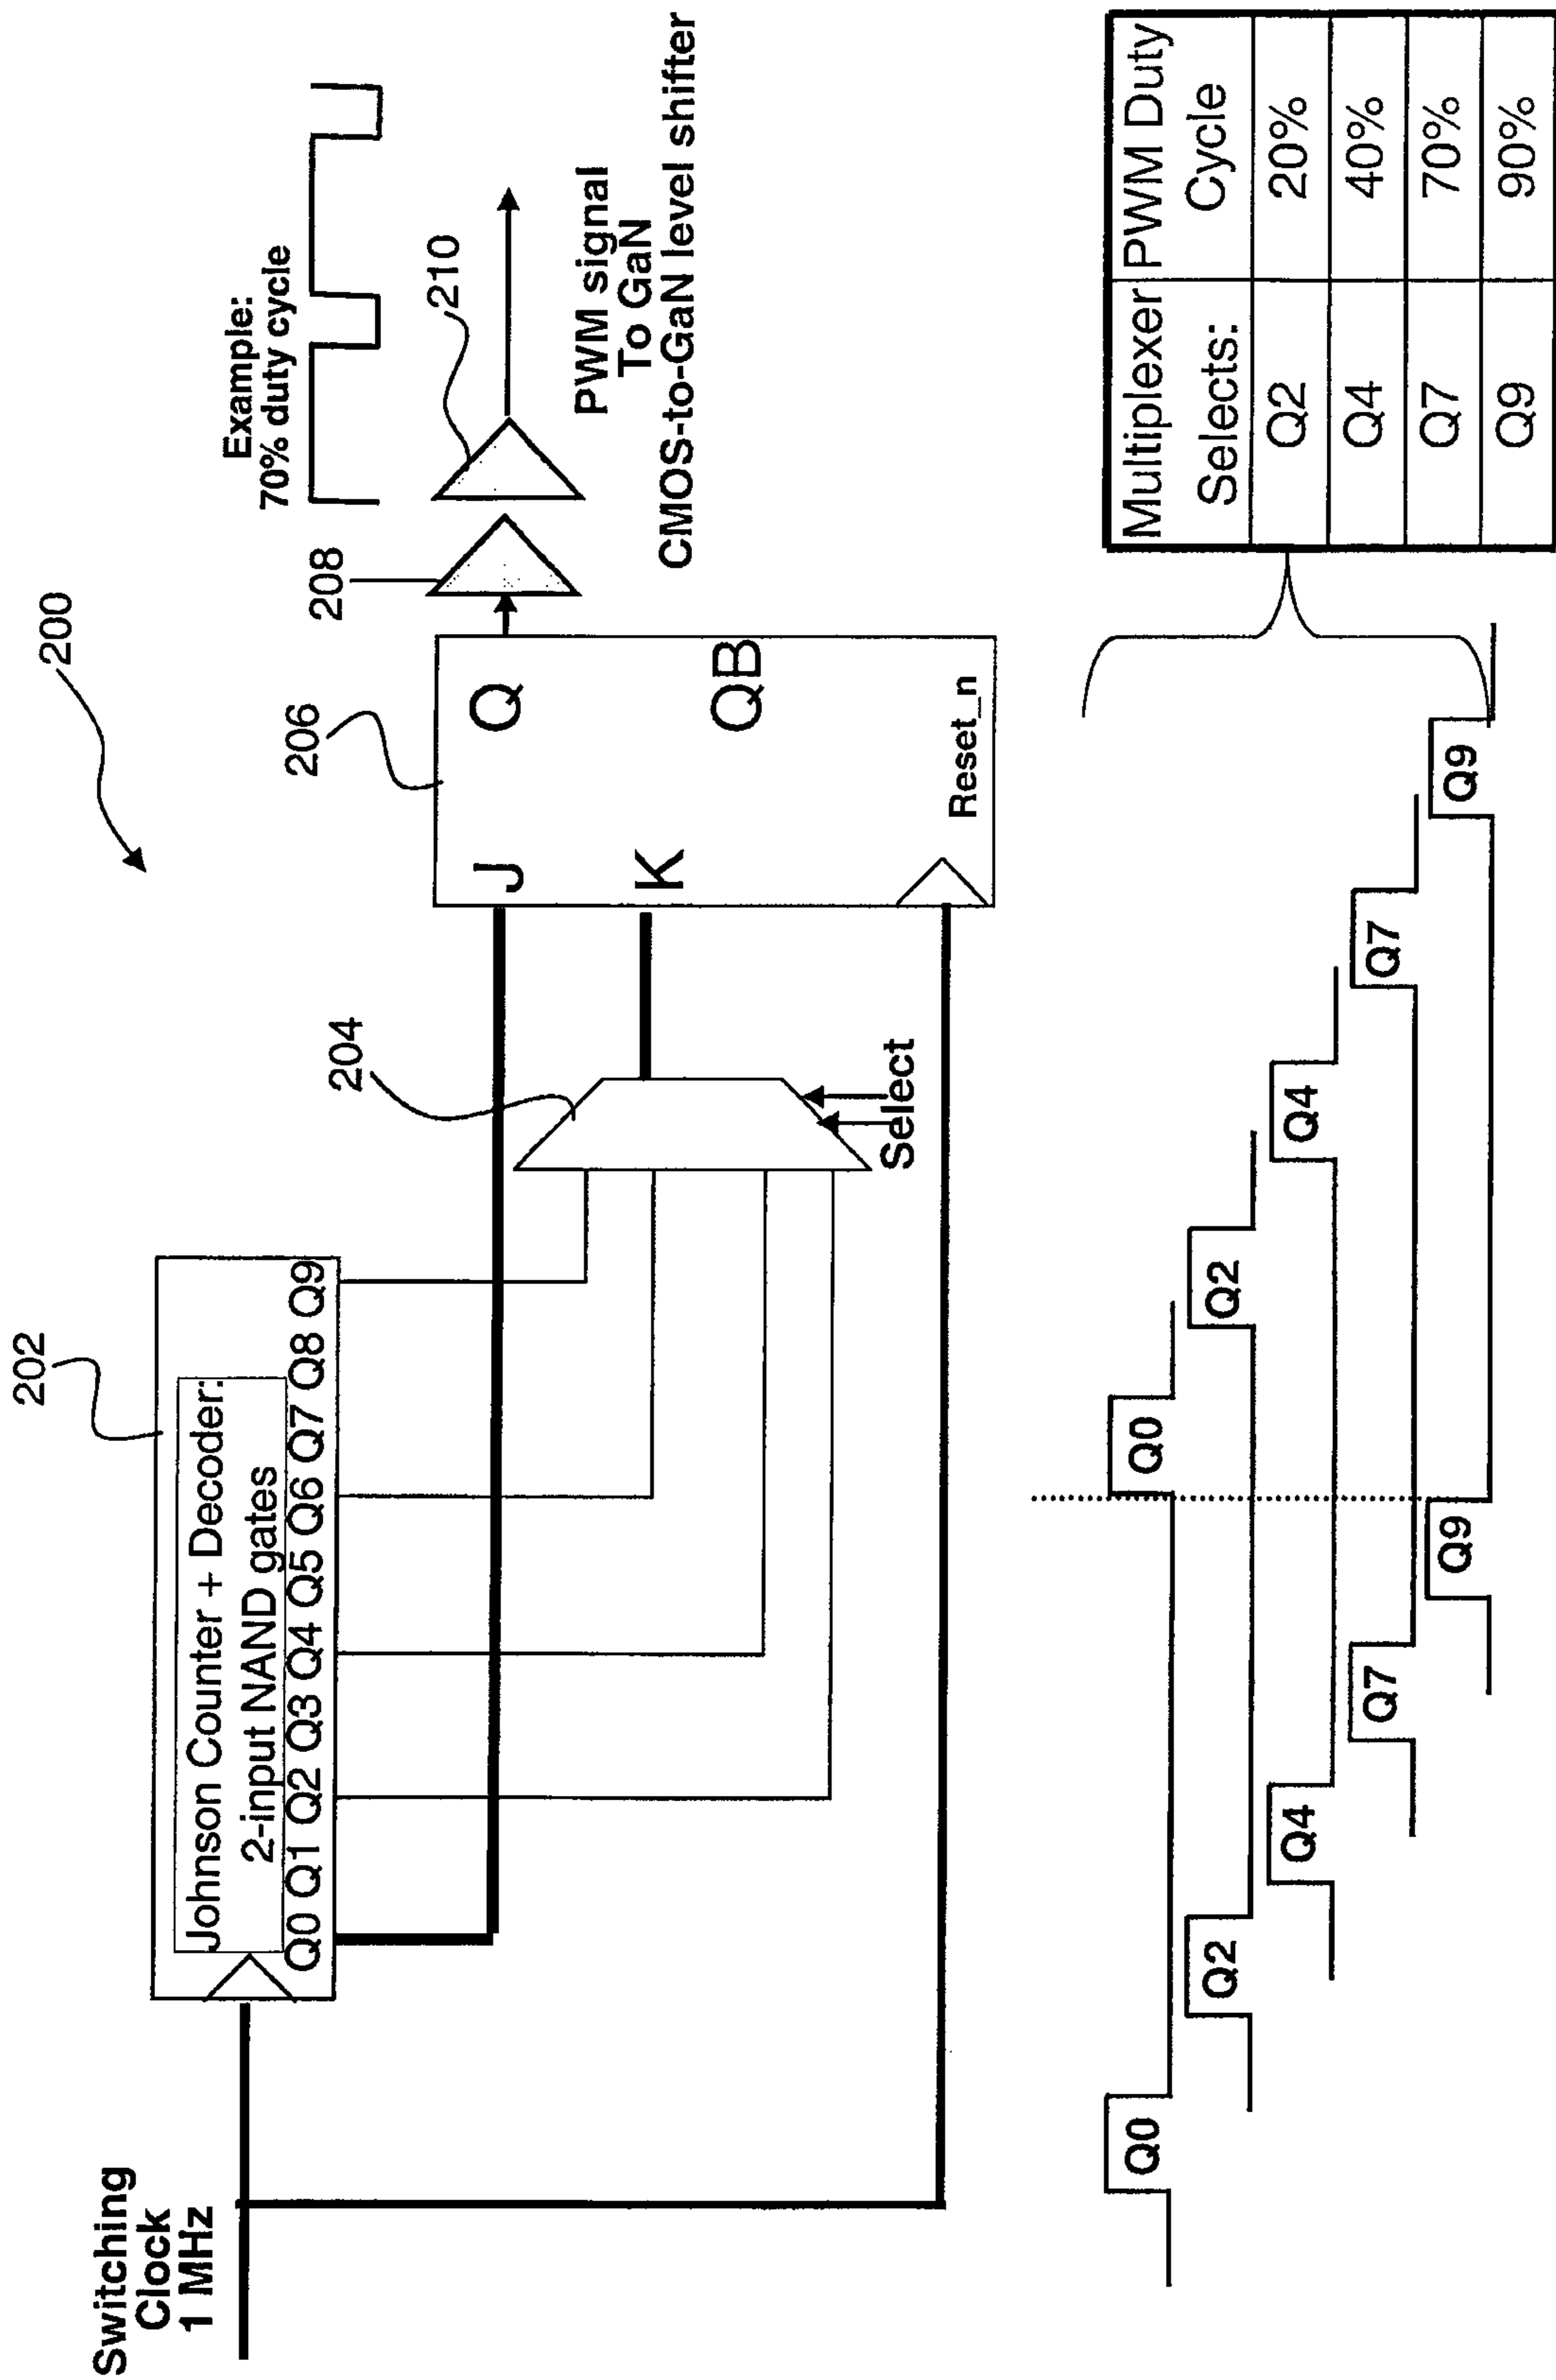 200
Switching
Clock
1 MHz
202
Johnson Counter + Decoder:
2-input NAND gates
Q0 Q1 Q2 Q3 Q4 Q5 Q6 Q7 Q8 Q9
204
Select
206
J
Q
K
QB
Reset_n
208
210
Example:
70% duty cycle
PWM signal
To GaN
CMOS-to-GaN level shifter
Q0
Q0
Q2
Q2
Q4
Q4
Q7
Q7
Q9
Q9
Multiplexer PWM Duty
Selects: Cycle
Q2 20%
Q4 40%
Q7 70%
Q9 90%